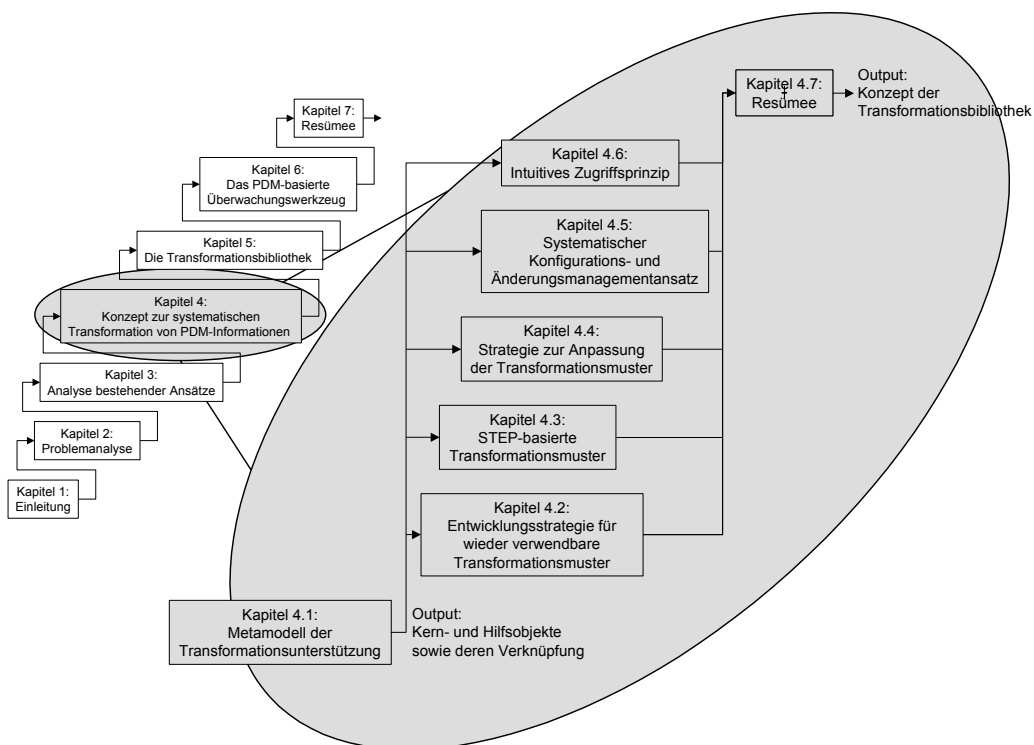 Kapitel 7:
Resümee
Kapitel 6:
Das PDM-basierte
Überwachungswerkzeug
Kapitel 5:
Die Transformationsbibliothek
Kapitel 4:
Konzept zur systematischen
Transformation von PDM-Informationen
Kapitel 3:
Analyse bestehender Ansätze
Kapitel 2:
Problemanalyse
Kapitel 1:
Einleitung
Kapitel 4.7:
Resümee
Output:
Konzept der
Transformationsbibliothek
Kapitel 4.6:
Intuitives Zugriffsprinzip
Kapitel 4.5:
Systematischer
Konfigurations- und
Änderungsmanagementansatz
Kapitel 4.4:
Strategie zur Anpassung
der Transformationsmuster
Kapitel 4.3:
STEP-basierte
Transformationsmuster
Kapitel 4.2:
Entwicklungsstrategie für
wieder verwendbare
Transformationsmuster
Kapitel 4.1:
Metamodell der
Transformationsunterstützung
Output:
Kern- und Hilfsobjekte
sowie deren Verknüpfung